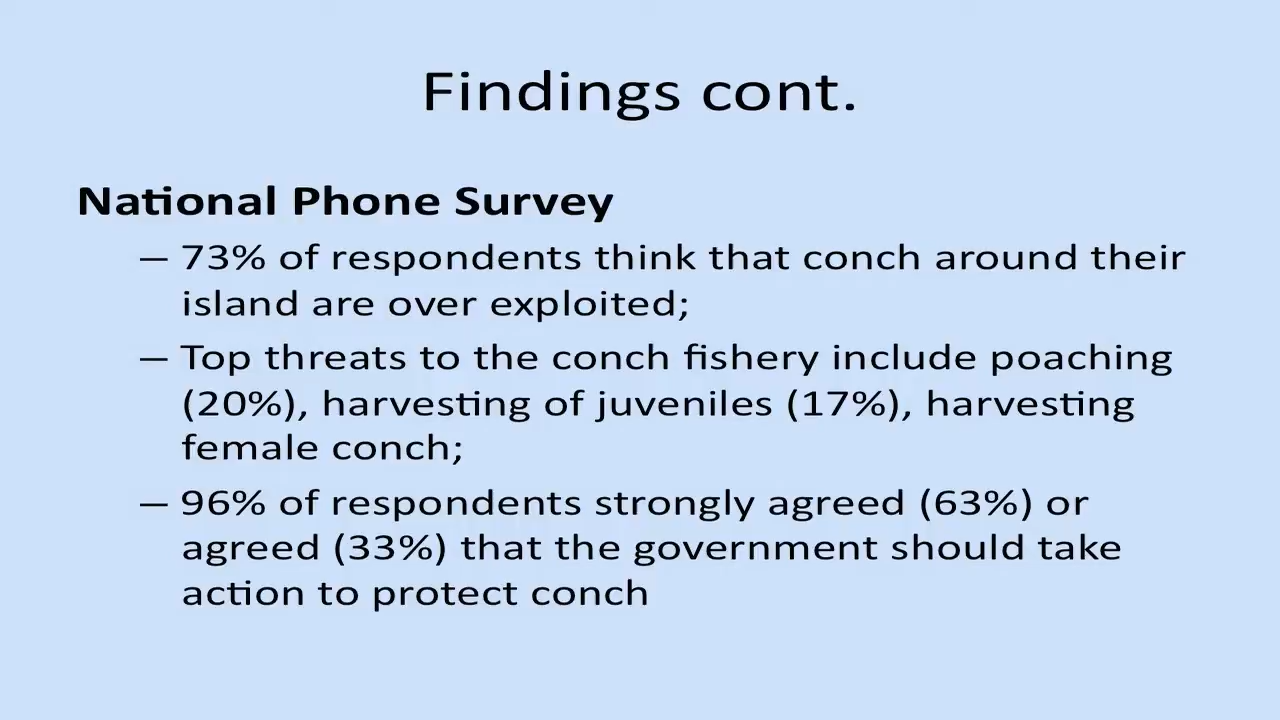 Findings cont.
National Phone Survey
– 73% of respondents think that conch around their
island are over exploited;
– Top threats to the conch fishery include poaching
(20%), harvesting of juveniles (17%), harvesting
female conch;
– 96% of respondents strongly agreed (63%) or
agreed (33%) that the government should take
action to protect conch